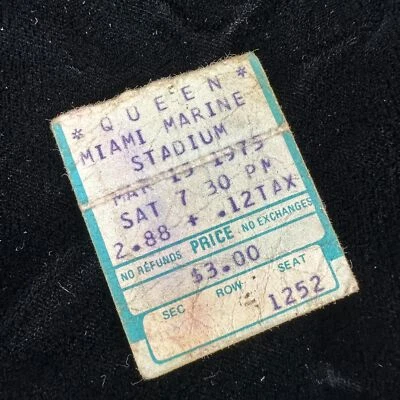 * QUEEN *
MIAMI MARINE
STADIUM
MAR 15 1975
SAT 7 30 PM
2.88 + .12TAX
NO REFUNDS PRICE NO EXCHANGES
$3.00
SEC ROW SEAT
1252